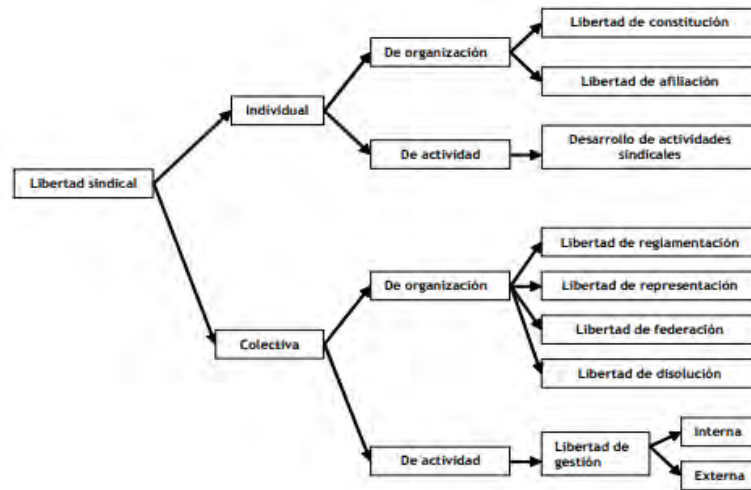 Libertad de constitución
De organización
Libertad de afiliación
Individual
De actividad
Desarrollo de actividades
sindicales
Libertad sindical
Libertad de reglamentación
De organización
Libertad de representación
Libertad de federación
Colectiva
Libertad de disolución
Interna
De actividad
Libertad de
gestión
Externa